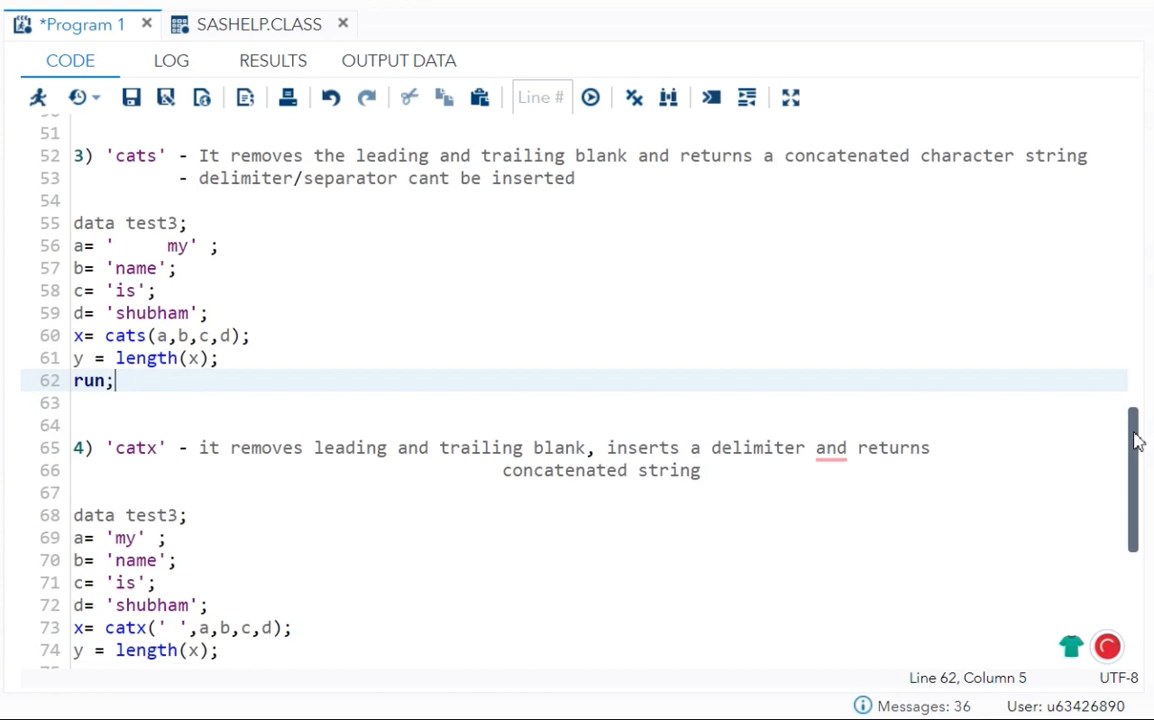 *Program 1 × SASHELP.CLASS ×
CODE LOG RESULTS OUTPUT DATA
Line #
51
52 3) 'cats' - It removes the leading and trailing blank and returns a concatenated character string
53 - delimiter/separator cant be inserted
54
55 data test3;
56 a= '     my' ;
57 b= 'name';
58 c= 'is';
59 d= 'shubham';
60 x= cats(a,b,c,d);
61 y = length(x);
62 run;
63
64
65 4) 'catx' - it removes leading and trailing blank, inserts a delimiter and returns
66 concatenated string
67
68 data test3;
69 a= 'my' ;
70 b= 'name';
71 c= 'is';
72 d= 'shubham';
73 x= catx(' ',a,b,c,d);
74 y = length(x);
Line 62, Column 5 UTF-8
Messages: 36 User: u63426890